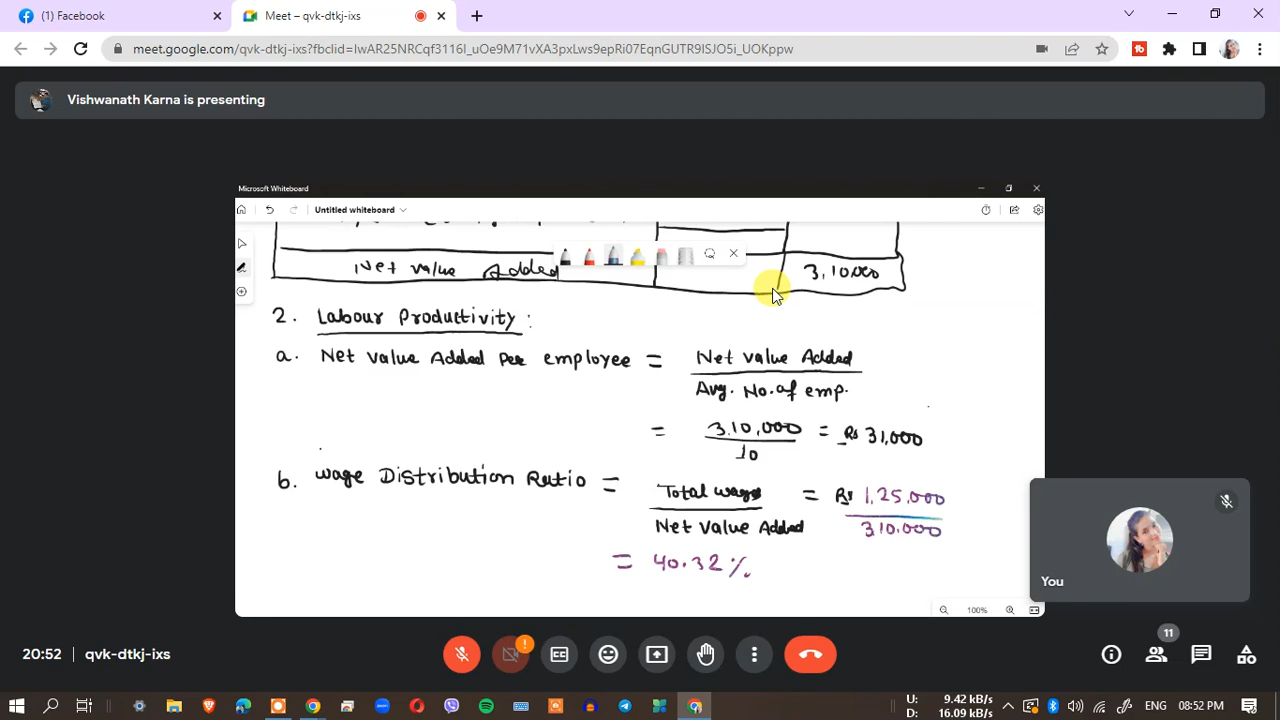 (1) Facebook
Meet – qvk-dtkj-ixs
meet.google.com/qvk-dtkj-ixs?fbclid=IwAR25NRCqf3116I_uOe9M71vXA3pxLws9epRi07EqnGUTR9ISJO5i_UOKppw
Vishwanath Karna is presenting
Microsoft Whiteboard
Untitled whiteboard
Net value Added 3,10,000
2. Labour Productivity :
a. Net value Added Per employee = Net value Added
Avg. No. of emp.
= 3,10,000 = Rs 31,000
10
b. Wage Distribution Ratio = Total wages = Rs 1,25,000
Net value Added 310,000
= 40.32 %
You
100%
20:52 qvk-dtkj-ixs
11
U: 9.42 kB/s
D: 16.09 kB/s
ENG 08:52 PM